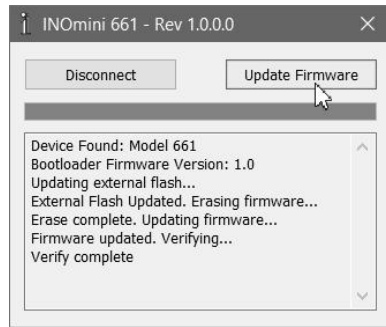 INOmini 661 - Rev 1.0.0.0
Disconnect
Update Firmware
Device Found: Model 661
Bootloader Firmware Version: 1.0
Updating external flash...
External Flash Updated. Erasing firmware...
Erase complete. Updating firmware...
Firmware updated. Verifying...
Verify complete